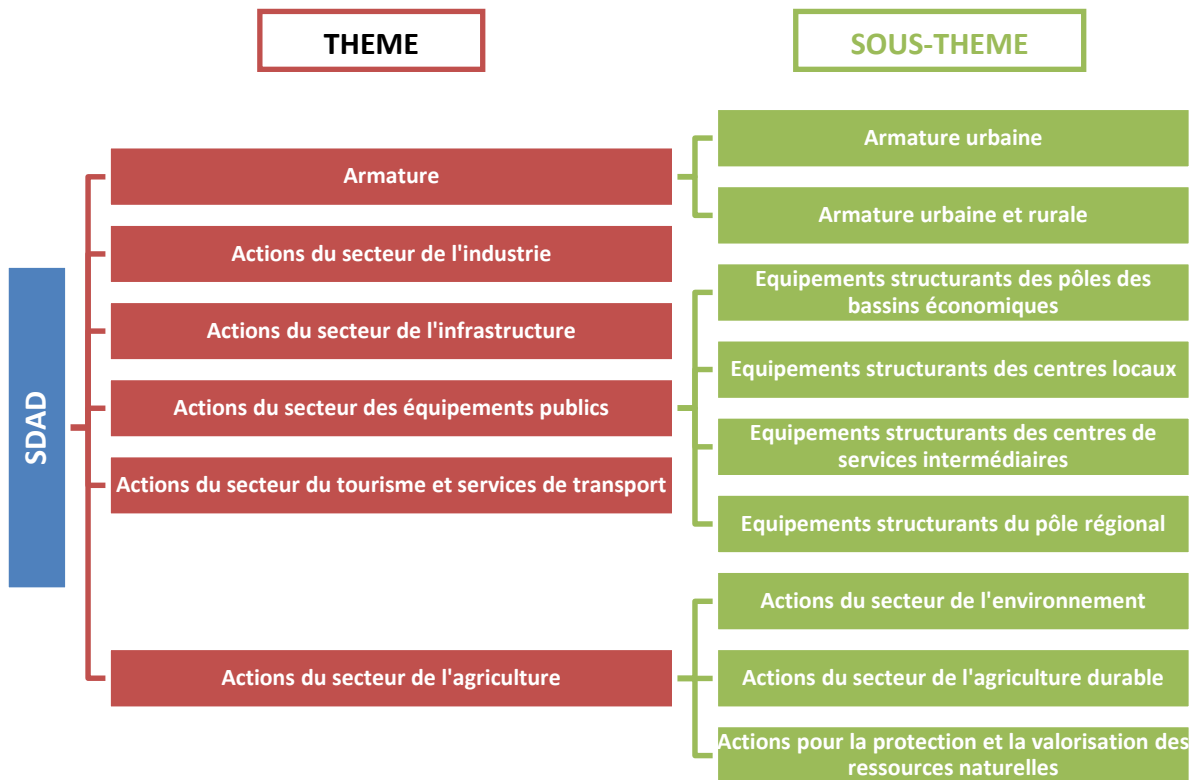 THEME
SOUS-THEME
SDAD
Armature
Armature urbaine
Armature urbaine et rurale
Actions du secteur de l'industrie
Actions du secteur de l'infrastructure
Actions du secteur des équipements publics
Equipements structurants des pôles des
bassins économiques
Equipements structurants des centres locaux
Equipements structurants des centres de
services intermédiaires
Equipements structurants du pôle régional
Actions du secteur du tourisme et services de transport
Actions du secteur de l'agriculture
Actions du secteur de l'environnement
Actions du secteur de l'agriculture durable
Actions pour la protection et la valorisation des
ressources naturelles